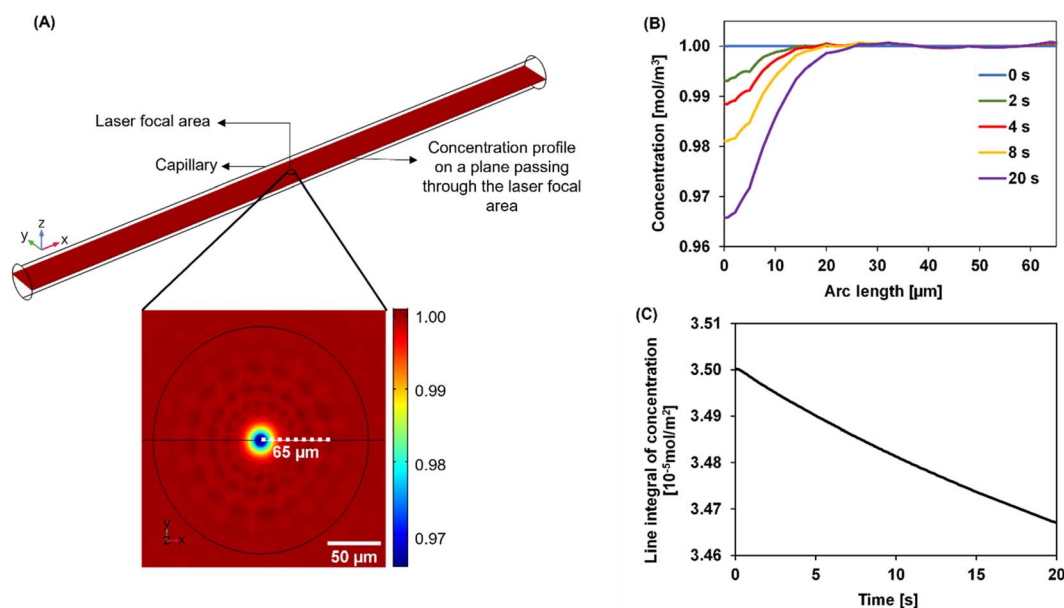 (A)
Laser focal area
Capillary
Concentration profile
on a plane passing
through the laser focal
area
z
y
x
1.00
0.99
0.98
0.97
65 µm
y
z
x
50 µm
(B)
Concentration [mol/m³]
1.00
0.99
0.98
0.97
0.96
0 s
2 s
4 s
8 s
20 s
0
10
20
30
40
50
60
Arc length [µm]
(C)
Line integral of concentration
[10⁻⁵mol/m²]
3.51
3.50
3.49
3.48
3.47
3.46
0
5
10
15
20
Time [s]